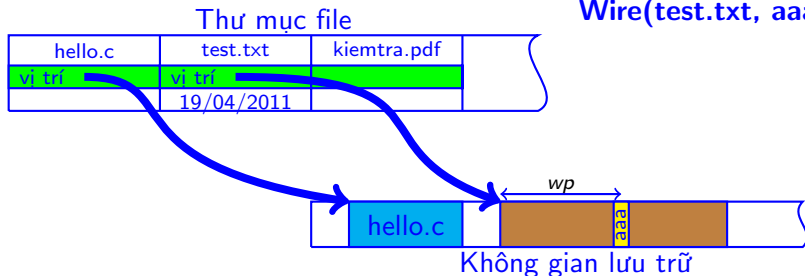 Wire(test.txt, aaa
Thư mục file
hello.c test.txt kiemtra.pdf
vị trí vị trí
19/04/2011
wp
hello.c aaa
Không gian lưu trữ